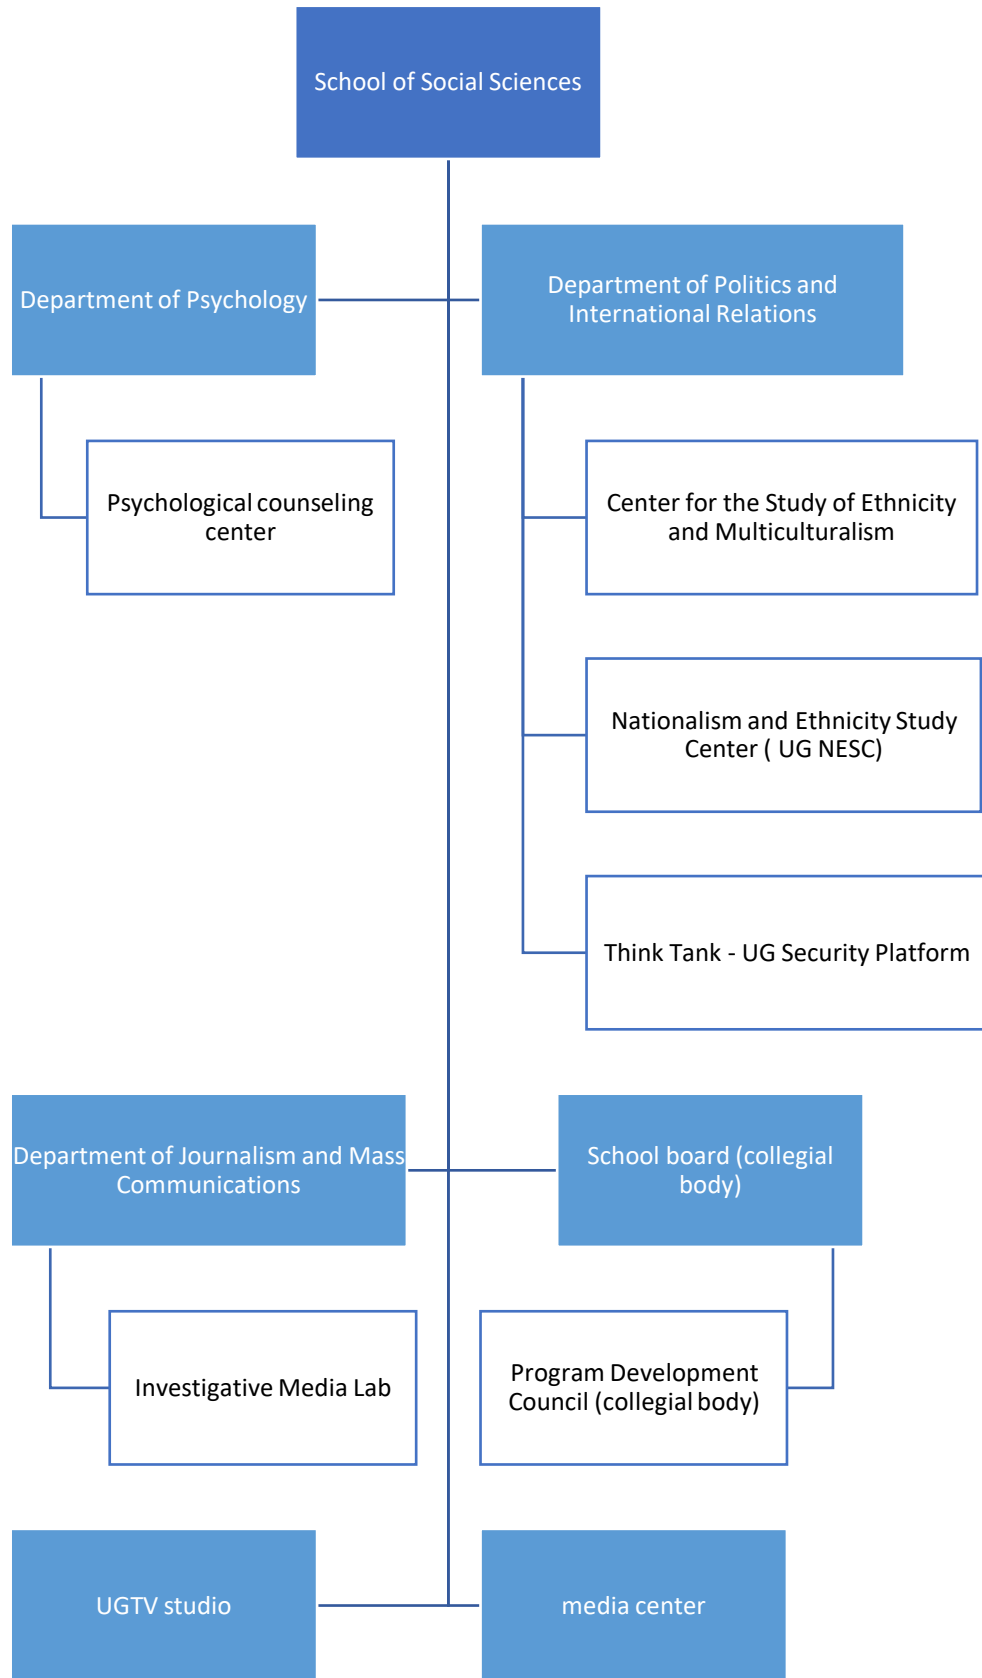 School of Social Sciences
Department of Psychology
Department of Politics and
International Relations
Psychological counseling
center
Center for the Study of Ethnicity
and Multiculturalism
Nationalism and Ethnicity Study
Center ( UG NESC)
Think Tank - UG Security Platform
Department of Journalism and Mass
Communications
School board (collegial
body)
Investigative Media Lab
Program Development
Council (collegial body)
UGTV studio
media center